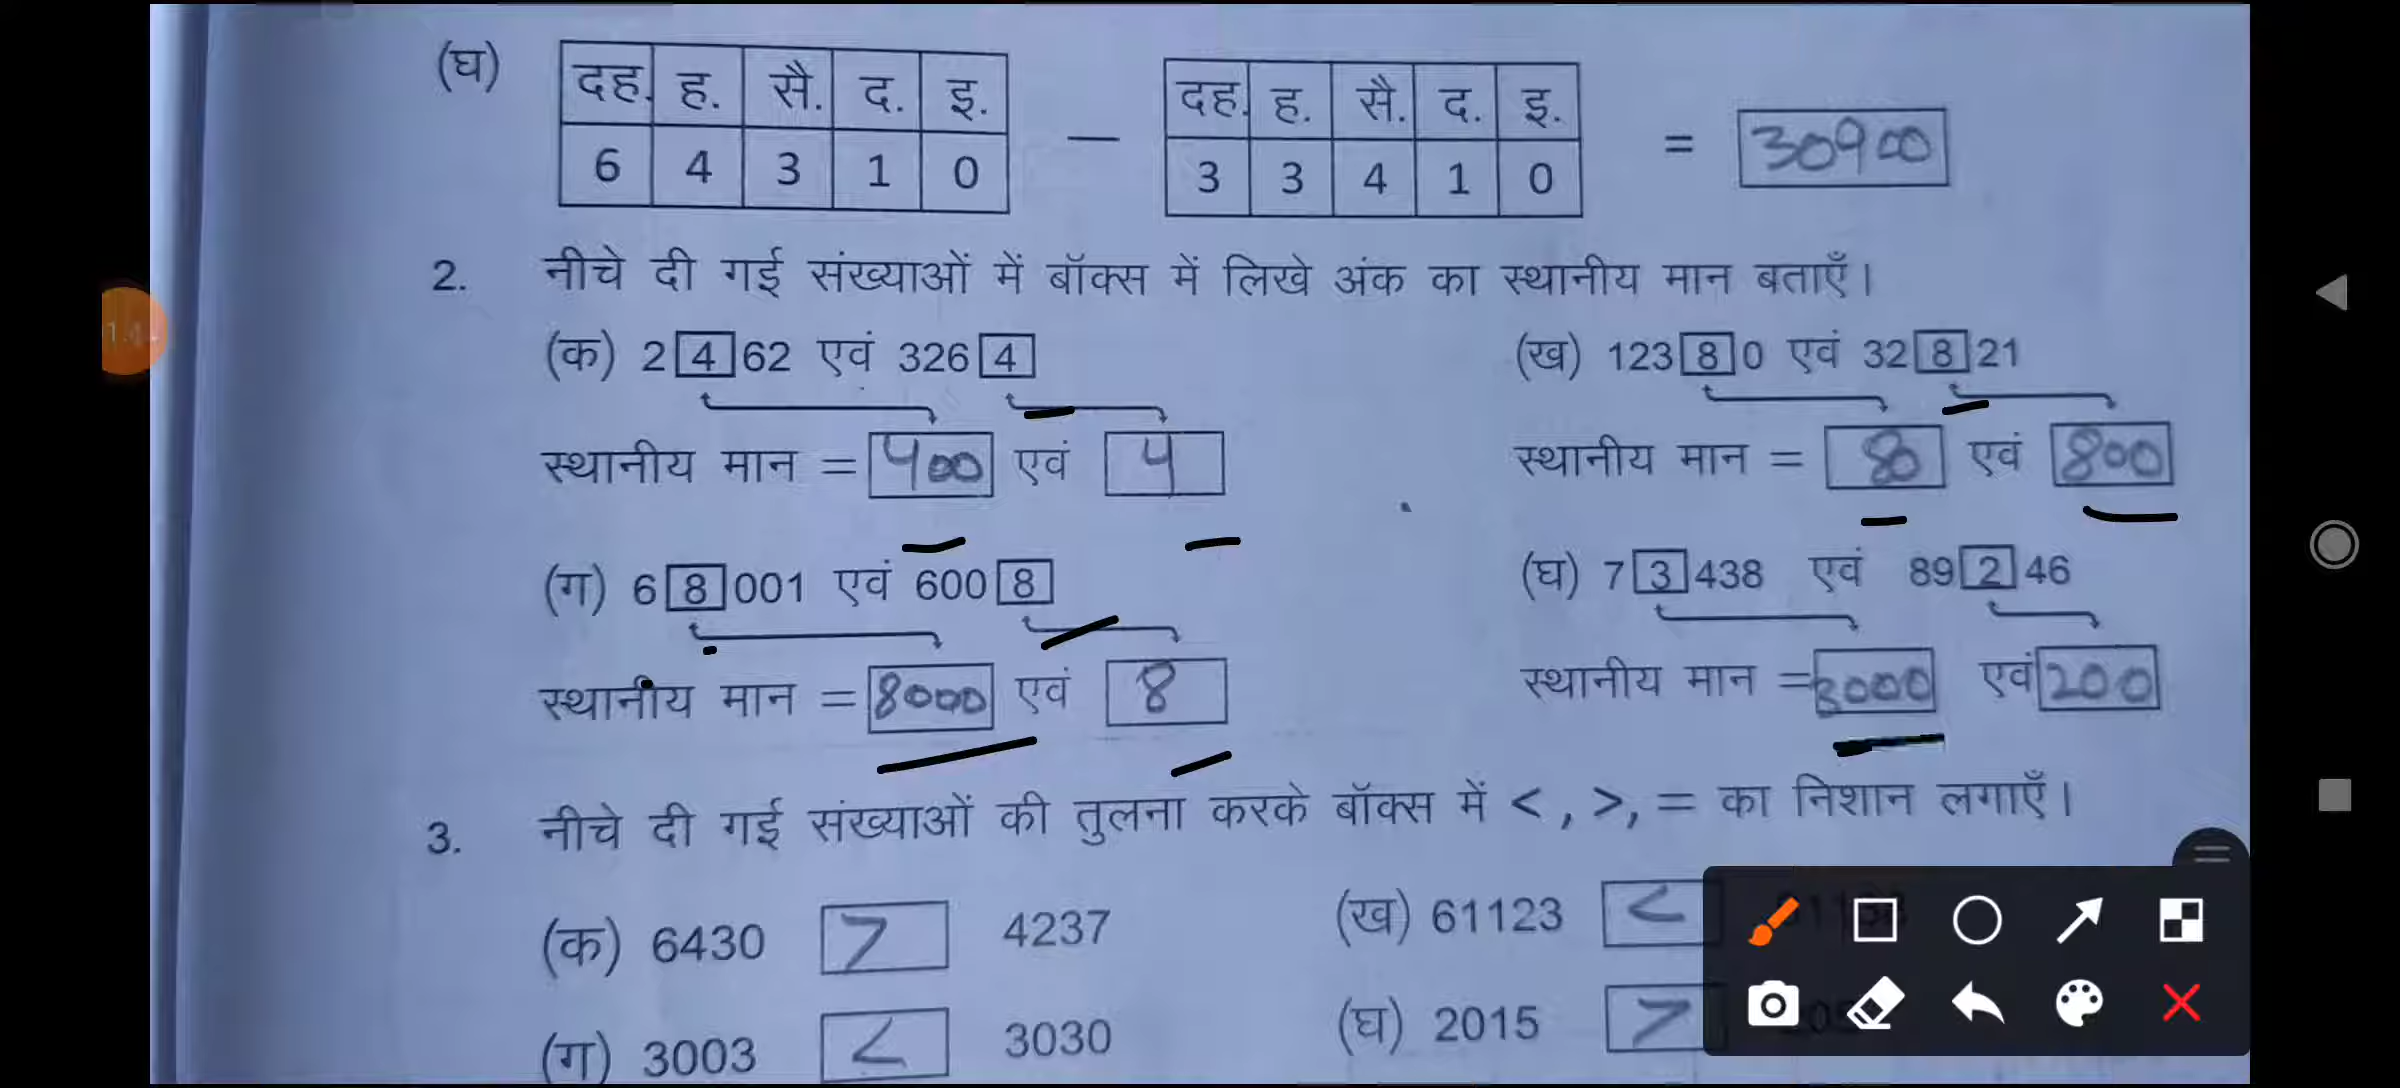 (घ) दह. ह. सै. द. इ. दह. ह. सै. द. इ.
6 4 3 1 0 — 3 3 4 1 0 = 30900
2. नीचे दी गई संख्याओं में बॉक्स में लिखे अंक का स्थानीय मान बताएँ।
(क) 2 4 62 एवं 326 4 (ख) 123 8 0 एवं 32 8 21
स्थानीय मान = 400 एवं 4 स्थानीय मान = 80 एवं 800
(ग) 6 8 001 एवं 600 8 (घ) 7 3 438 एवं 89 2 46
स्थानीय मान = 8000 एवं 8 स्थानीय मान = 3000 एवं 200
3. नीचे दी गई संख्याओं की तुलना करके बॉक्स में <, >, = का निशान लगाएँ।
(क) 6430 > 4237 (ख) 61123 <
(ग) 3003 < 3030 (घ) 2015 >